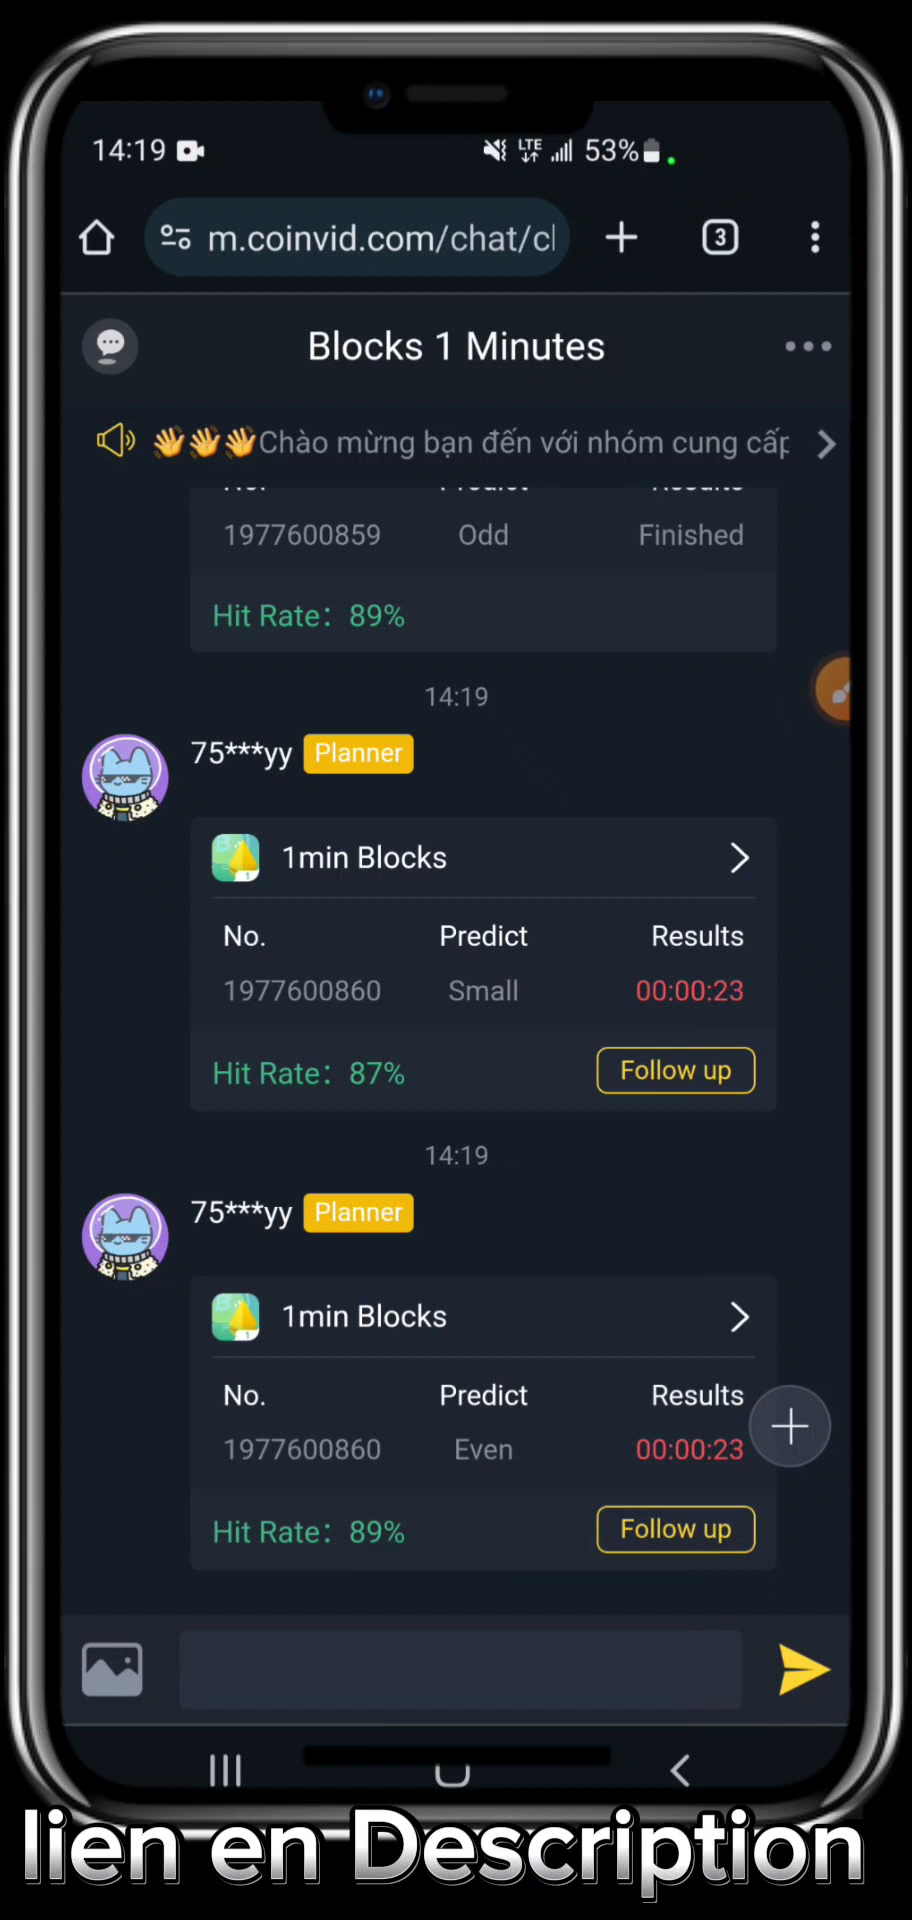 14:19
LTE 53%
m.coinvid.com/chat/cl
3
Blocks 1 Minutes
👋👋👋Chào mừng bạn đến với nhóm cung cấp
No. Predict Results
1977600859 Odd Finished
Hit Rate: 89%
14:19
75***yy Planner
1min Blocks
No. Predict Results
1977600860 Small 00:00:23
Hit Rate: 87% Follow up
14:19
75***yy Planner
1min Blocks
No. Predict Results
1977600860 Even 00:00:23
Hit Rate: 89% Follow up
lien en Description